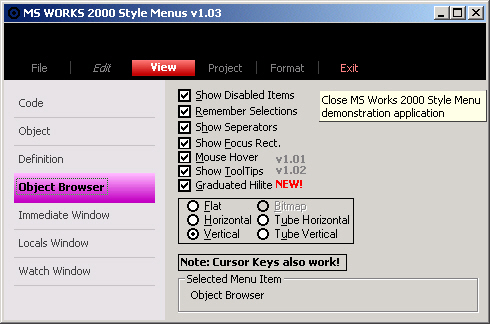 MS WORKS 2000 Style Menus v1.03
File Edit View Project Format Exit
Close MS Works 2000 Style Menu
demonstration application
Code
Object
Definition
Object Browser
Immediate Window
Locals Window
Watch Window
Show Disabled Items
Remember Selections
Show Seperators
Show Focus Rect.
Mouse Hover v1.01
Show ToolTips v1.02
Graduated Hilite NEW!
Flat Bitmap
Horizontal Tube Horizontal
Vertical Tube Vertical
Note: Cursor Keys also work!
Selected Menu Item
Object Browser